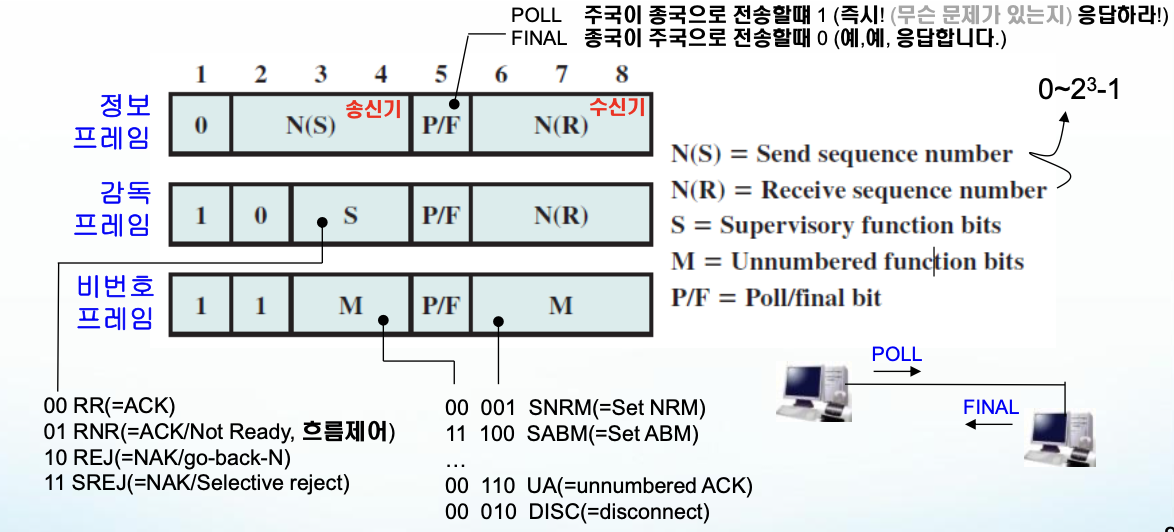 POLL 주국이 종국으로 전송할떄 1 (즉시! (무슨 문제가 있는지) 응답하라!)
FINAL 종국이 주국으로 전송할때 0 (예,예, 응답합니다.)
1 2 3 4 5 6 7 8
정보
프레임
0 N(S) 송신기 P/F N(R) 수신기
0~2³-1
감독
프레임
1 0 S P/F N(R)
비번호
프레임
1 1 M P/F M
N(S) = Send sequence number
N(R) = Receive sequence number
S = Supervisory function bits
M = Unnumbered function bits
P/F = Poll/final bit
POLL
FINAL
00 RR(=ACK)
01 RNR(=ACK/Not Ready, 흐름제어)
10 REJ(=NAK/go-back-N)
11 SREJ(=NAK/Selective reject)
00 001 SNRM(=Set NRM)
11 100 SABM(=Set ABM)
…
00 110 UA(=unnumbered ACK)
00 010 DISC(=disconnect)